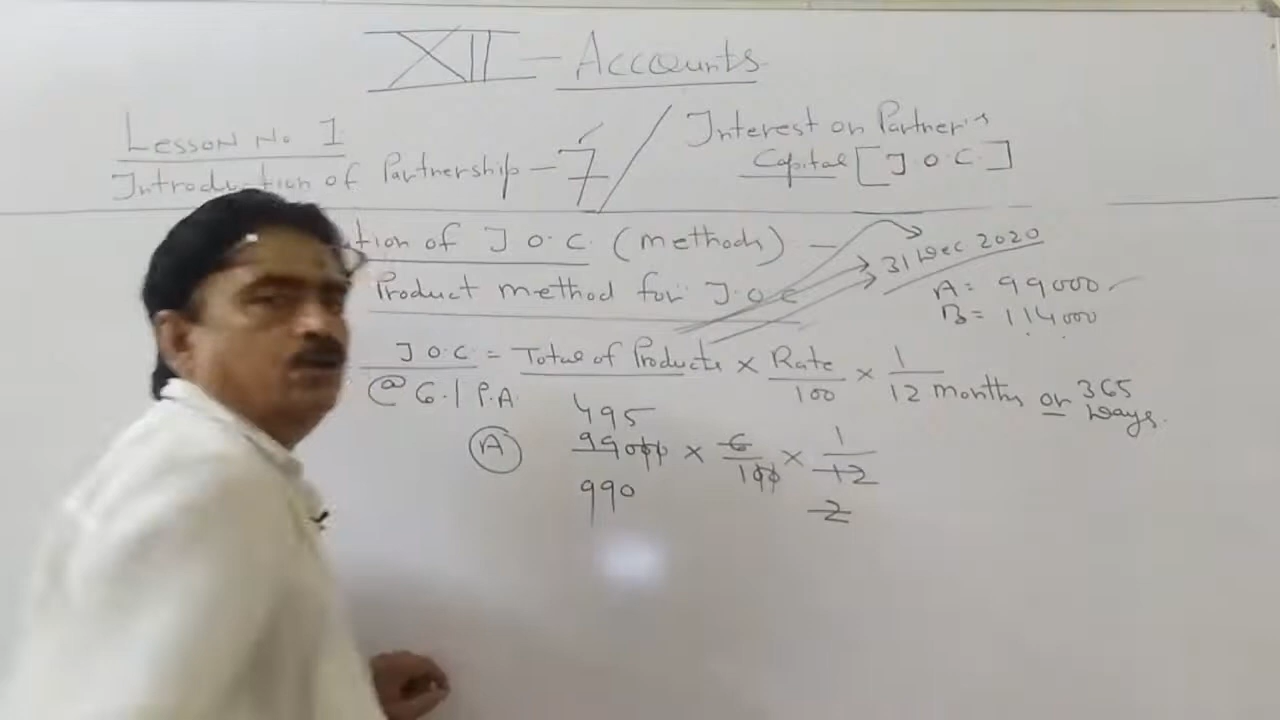 XII - Accounts
Lesson No 1
Introduction of Partnership - 7 / Interest on Partner's
Capital [I O.C.]
tion of I O.C. (methods) -
Product method for I.O.C
31 Dec 2020
A = 99000
B = 114000
I O.C = Total of Products × Rate/100 × 1/12 months or 365 Days.
@ 6.1 P.A
495
A 99000 × 6/100 × 1/12
990 2